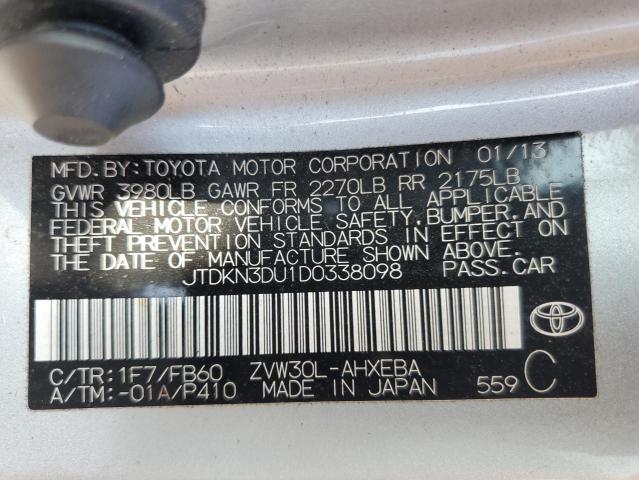 MFD.BY:TOYOTA MOTOR CORPORATION 01/13
GVWR 3980LB GAWR FR 2270LB RR 2175LB
THIS VEHICLE CONFORMS TO ALL APPLICABLE
FEDERAL MOTOR VEHICLE SAFETY,BUMPER,AND
THEFT PREVENTION STANDARDS IN EFFECT ON
THE DATE OF MANUFACTURE SHOWN ABOVE.
JTDKN3DU1D0338098 PASS.CAR
C/TR:1F7/FB60 ZVW30L-AHXEBA
A/TM:-01A/P410 MADE IN JAPAN 559 C